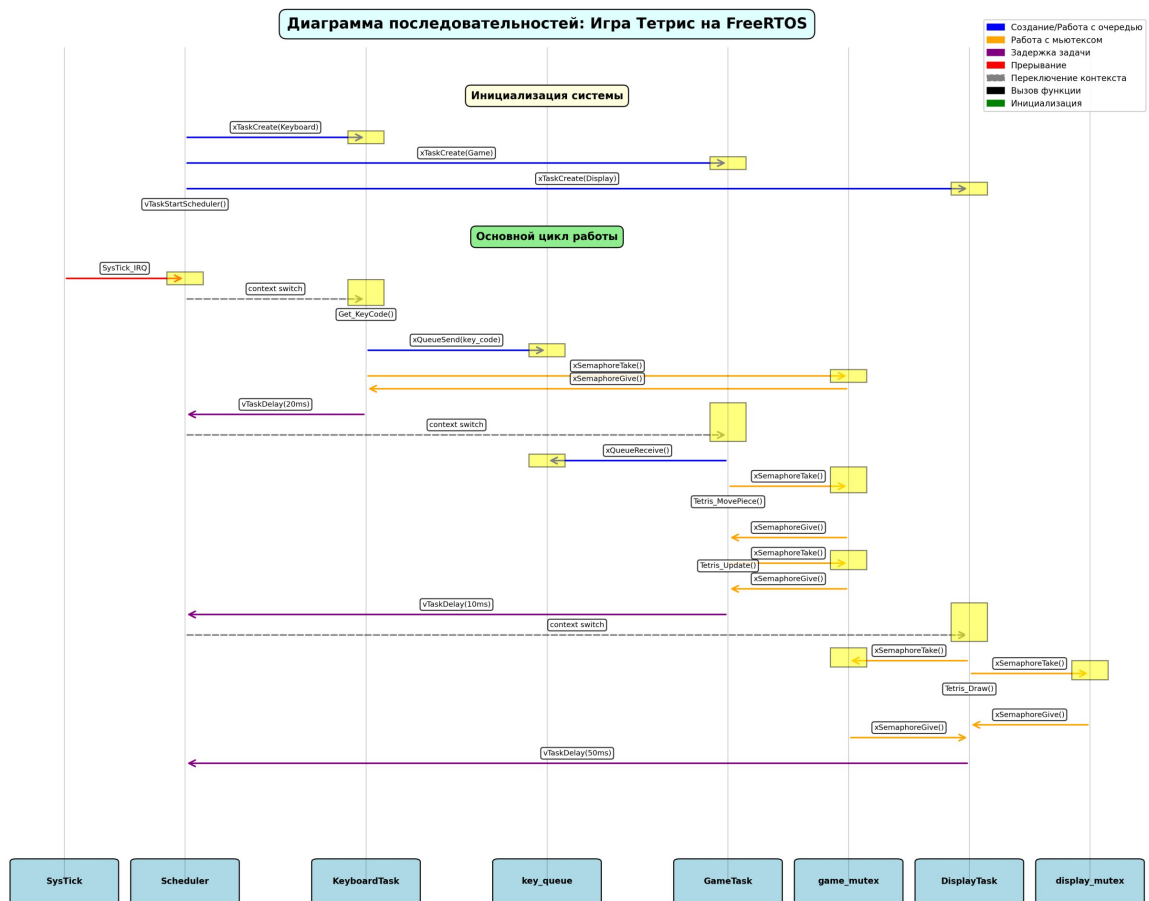 Диаграмма последовательностей: Игра Тетрис на FreeRTOS
Создание/Работа с очередью
Работа с мьютексом
Задержка задачи
Прерывание
Переключение контекста
Вызов функции
Инициализация
Инициализация системы
xTaskCreate(Keyboard)
xTaskCreate(Game)
xTaskCreate(Display)
vTaskStartScheduler()
Основной цикл работы
SysTick_IRQ
context switch
Get_KeyCode()
xQueueSend(key_code)
xSemaphoreTake()
xSemaphoreGive()
vTaskDelay(20ms)
context switch
xQueueReceive()
xSemaphoreTake()
Tetris_MovePiece()
xSemaphoreGive()
xSemaphoreTake()
Tetris_Update()
xSemaphoreGive()
vTaskDelay(10ms)
context switch
xSemaphoreTake()
xSemaphoreTake()
Tetris_Draw()
xSemaphoreGive()
xSemaphoreGive()
vTaskDelay(50ms)
SysTick
Scheduler
KeyboardTask
key_queue
GameTask
game_mutex
DisplayTask
display_mutex